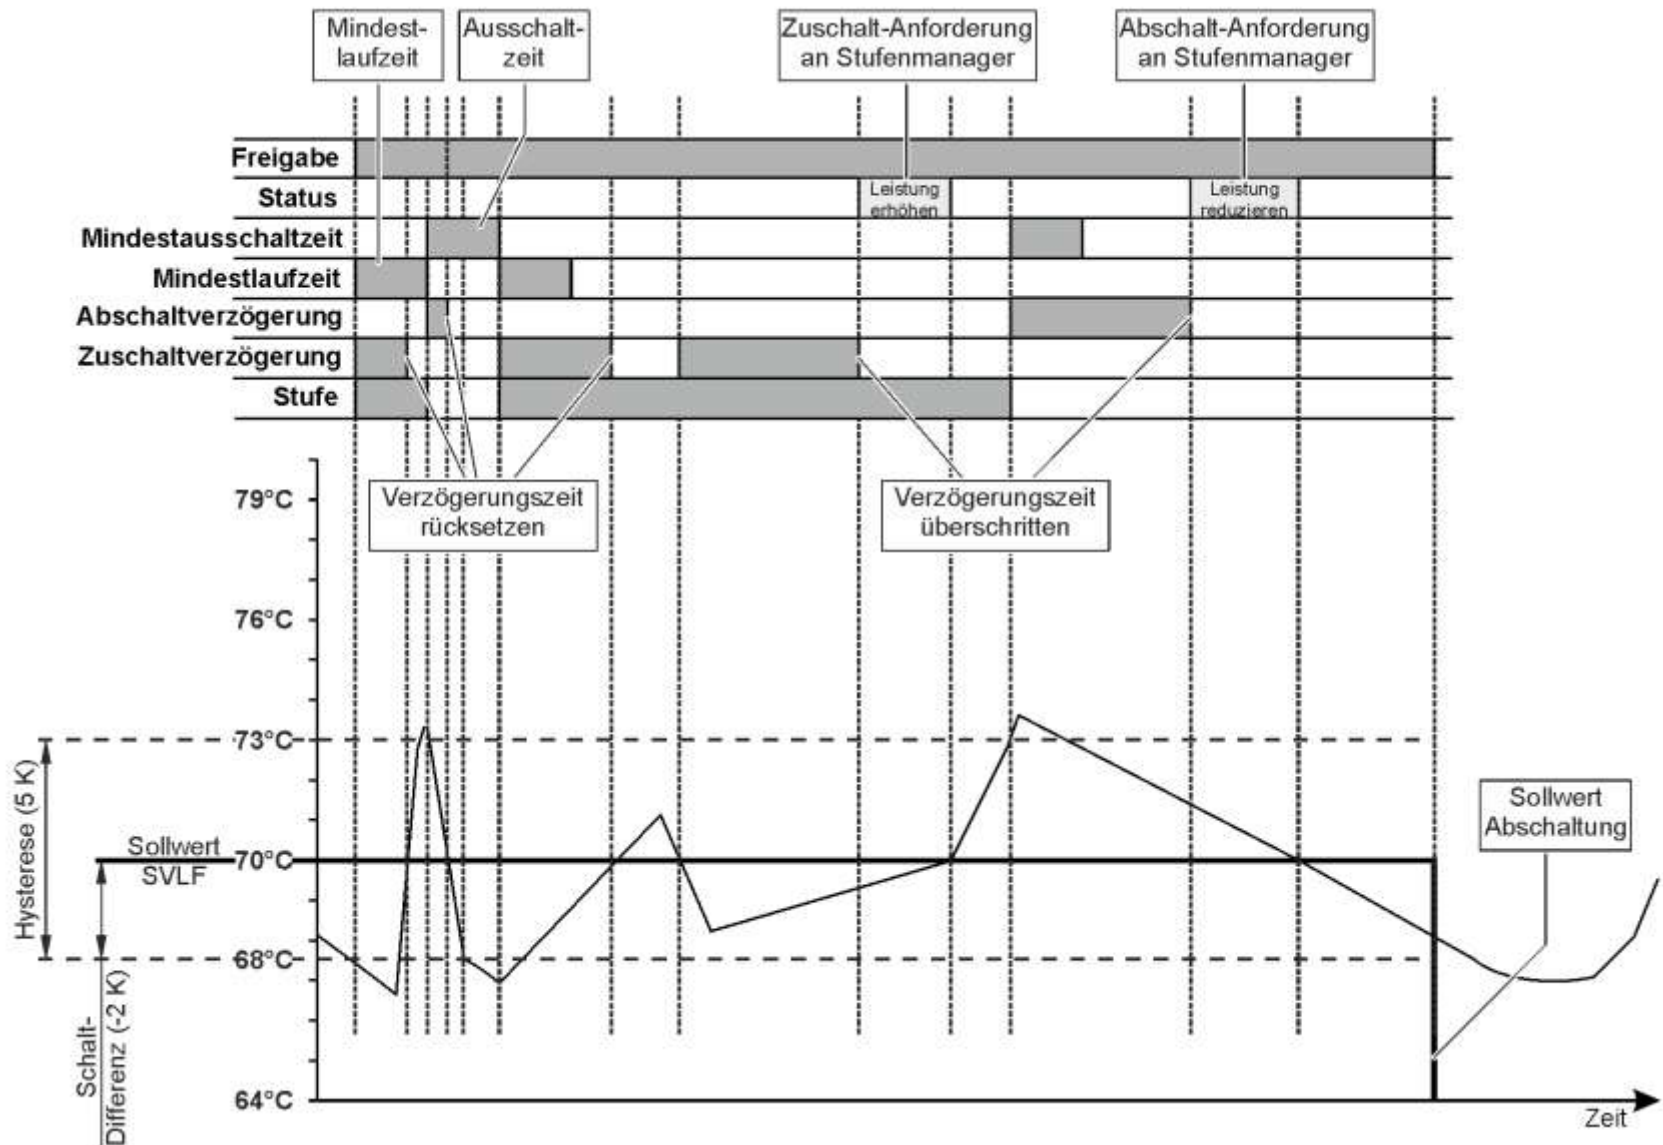 Mindest-
laufzeit
Ausschalt-
zeit
Zuschalt-Anforderung
an Stufenmanager
Abschalt-Anforderung
an Stufenmanager
Freigabe
Status
Leistung
erhöhen
Leistung
reduzieren
Mindestausschaltzeit
Mindestlaufzeit
Abschaltverzögerung
Zuschaltverzögerung
Stufe
Verzögerungszeit
rücksetzen
Verzögerungszeit
überschritten
79°C
76°C
73°C
70°C
68°C
64°C
Hysterese (5 K)
Sollwert
SVLF
Schalt-
Differenz (-2 K)
Sollwert
Abschaltung
Zeit